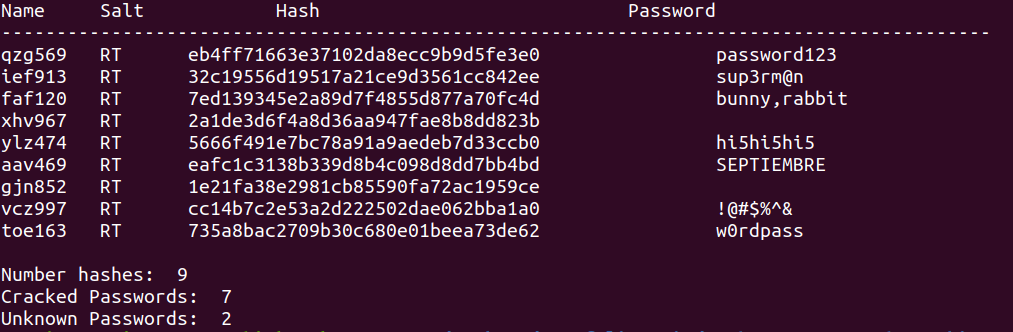 Name Salt Hash Password
------------------------------------------------------------------------------------------
qzg569 RT eb4ff71663e37102da8ecc9b9d5fe3e0 password123
ief913 RT 32c19556d19517a21ce9d3561cc842ee sup3rm@n
faf120 RT 7ed139345e2a89d7f4855d877a70fc4d bunny,rabbit
xhv967 RT 2a1de3d6f4a8d36aa947fae8b8dd823b
ylz474 RT 5666f491e7bc78a91a9aedeb7d33ccb0 hi5hi5hi5
aav469 RT eafc1c3138b339d8b4c098d8dd7bb4bd SEPTIEMBRE
gjn852 RT 1e21fa38e2981cb85590fa72ac1959ce
vcz997 RT cc14b7c2e53a2d222502dae062bba1a0 !@#$%^&
toe163 RT 735a8bac2709b30c680e01beea73de62 w0rdpass
Number hashes: 9
Cracked Passwords: 7
Unknown Passwords: 2